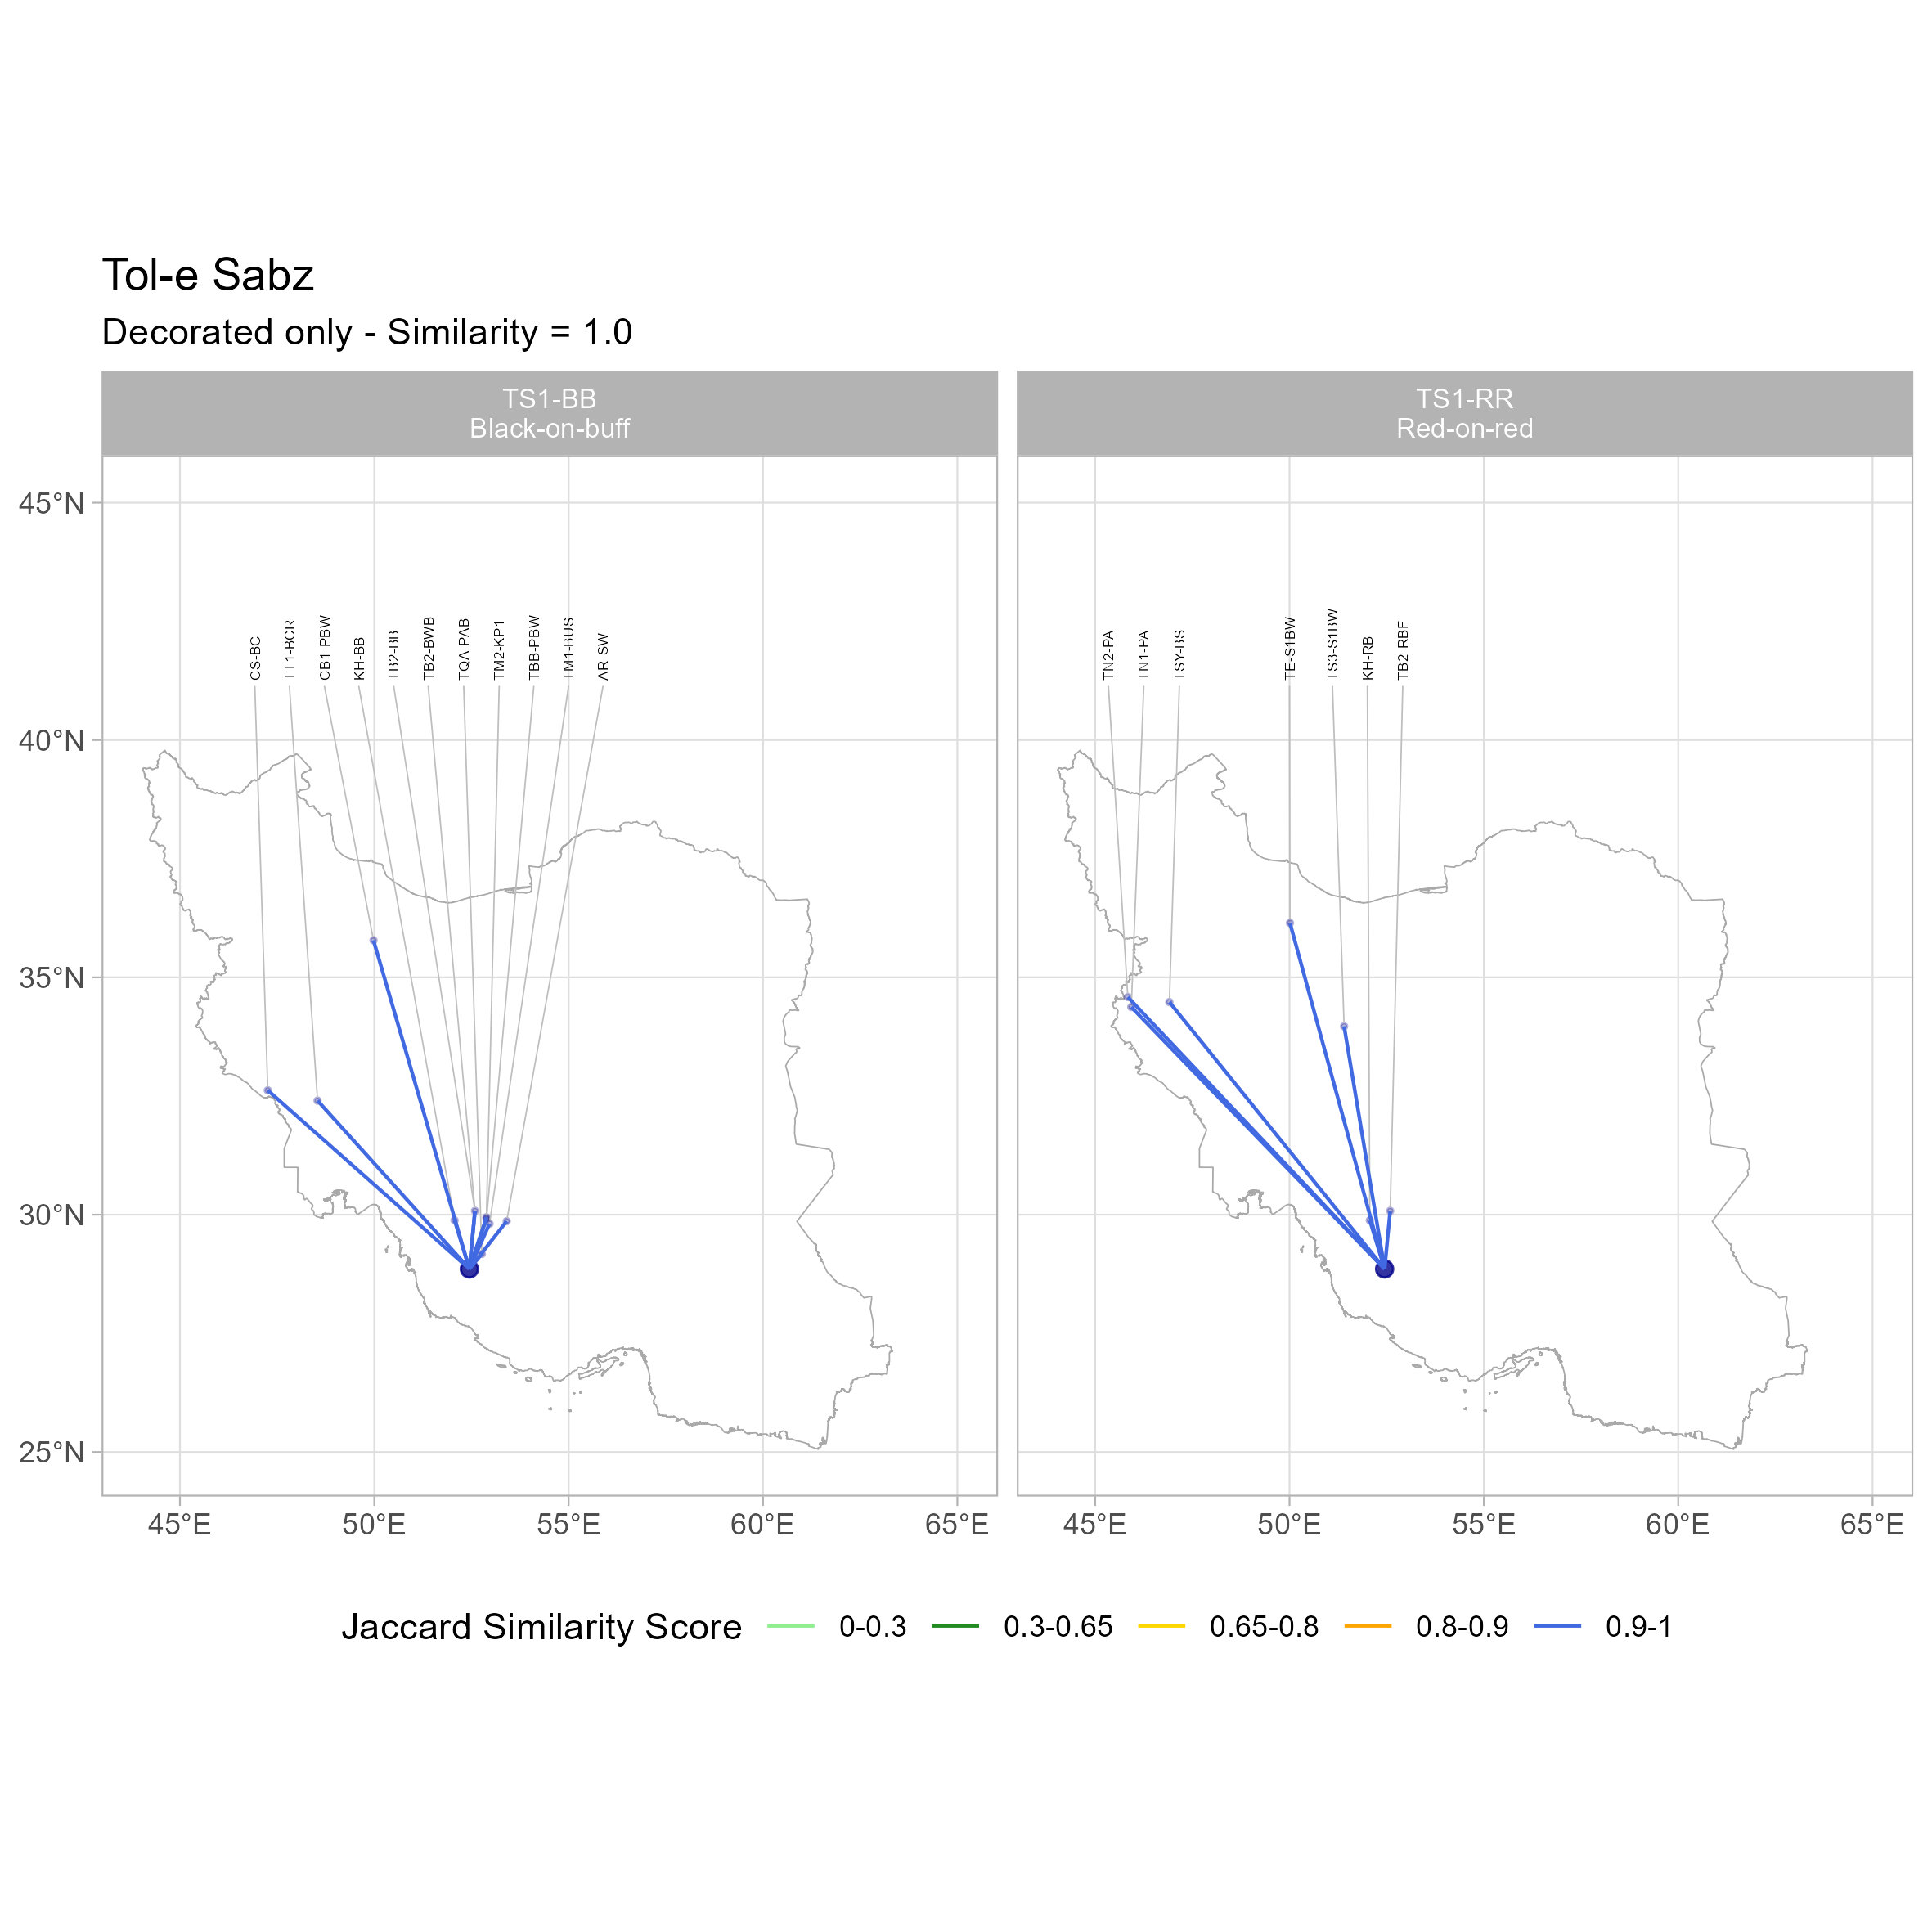 Tol-e Sabz
Decorated only - Similarity = 1.0
TS1-BB
Black-on-buff
TS1-RR
Red-on-red
CS-BC
TT1-BCR
CB1-PBW
KH-BB
TB2-BB
TB2-BWB
TQA-PAB
TM2-KP1
TBB-PBW
TM1-BUS
AR-SW
TN2-PA
TN1-PA
TSY-BS
TE-S1BW
TS3-S1BW
KH-RB
TB2-RBF
45°N
40°N
35°N
30°N
25°N
45°E 50°E 55°E 60°E 65°E
45°E 50°E 55°E 60°E 65°E
Jaccard Similarity Score 0-0.3 0.3-0.65 0.65-0.8 0.8-0.9 0.9-1